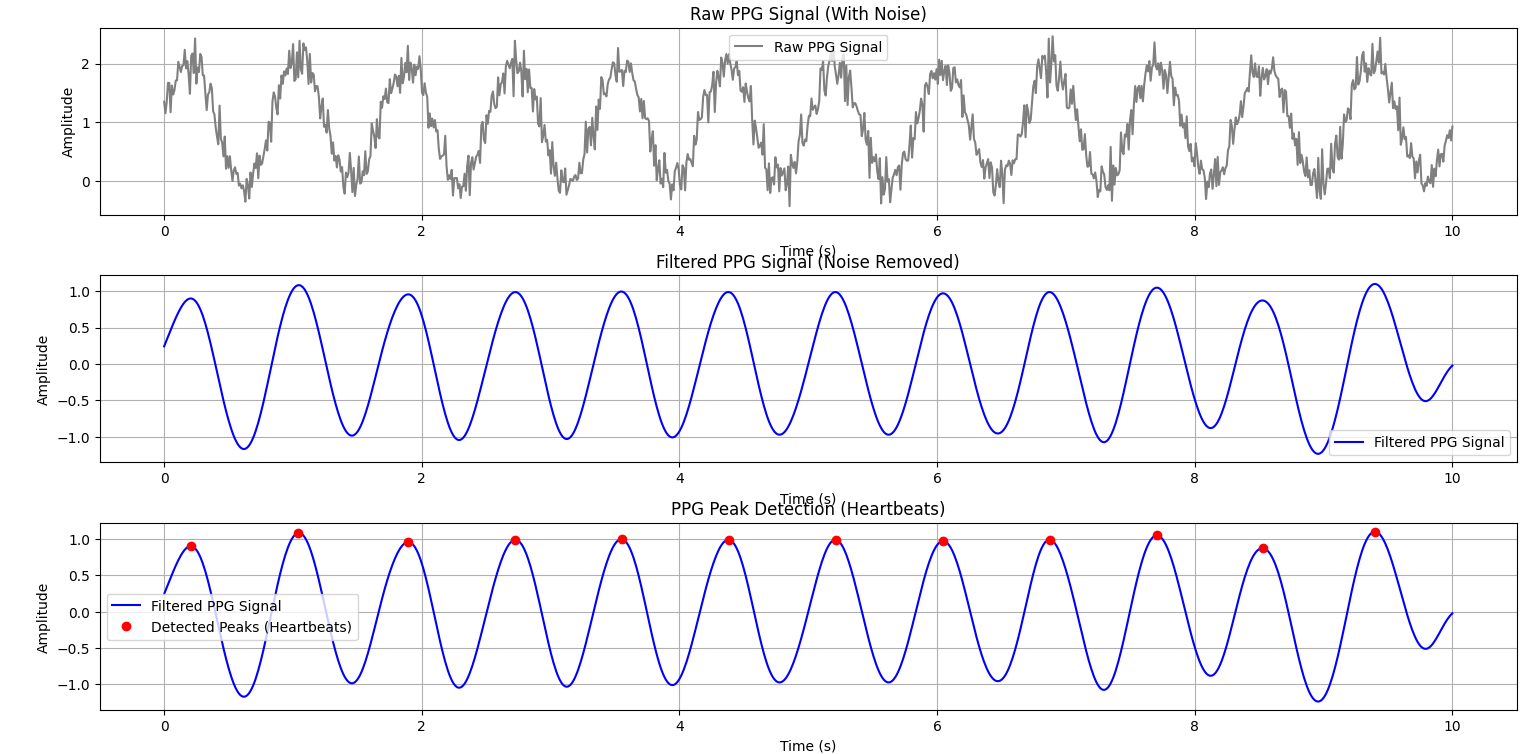 Raw PPG Signal (With Noise)
Raw PPG Signal
Amplitude
2
1
0
0 2 4 6 8 10
Time (s)
Filtered PPG Signal (Noise Removed)
Amplitude
1.0
0.5
0.0
−0.5
−1.0
Filtered PPG Signal
0 2 4 6 8 10
Time (s)
PPG Peak Detection (Heartbeats)
Amplitude
1.0
0.5
0.0
−0.5
−1.0
Filtered PPG Signal
Detected Peaks (Heartbeats)
0 2 4 6 8 10
Time (s)